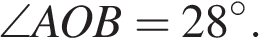 ∠AOB = 28°.